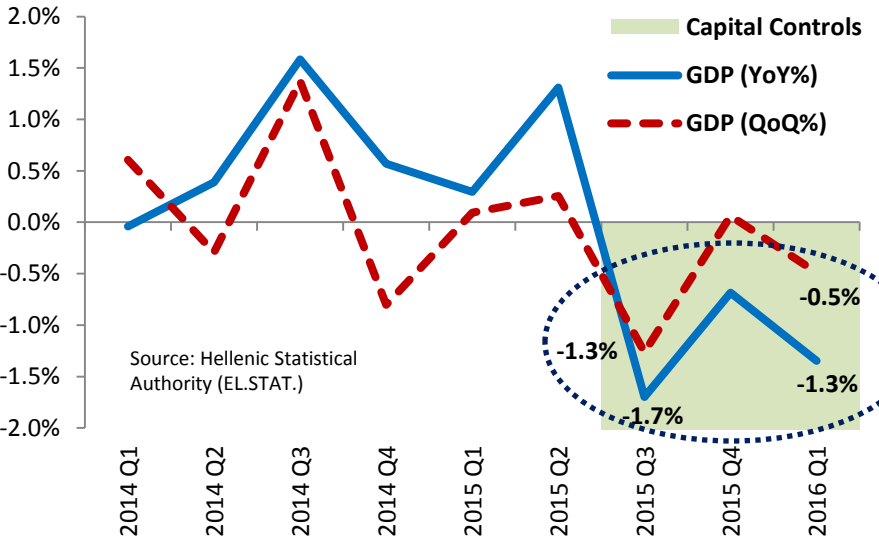 2.0%
1.5%
1.0%
0.5%
0.0%
-0.5%
-1.0%
-1.5%
-2.0%
Capital Controls
GDP (YoY%)
GDP (QoQ%)
-0.5%
-1.3%
-1.3%
-1.7%
Source: Hellenic Statistical
Authority (EL.STAT.)
2014 Q1
2014 Q2
2014 Q3
2014 Q4
2015 Q1
2015 Q2
2015 Q3
2015 Q4
2016 Q1